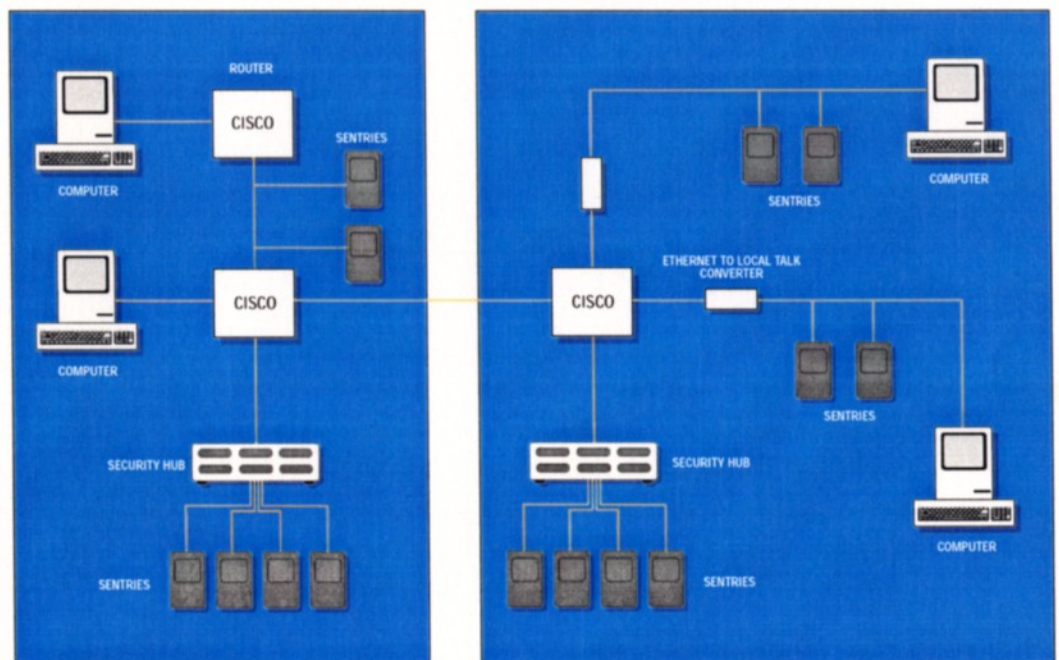 ROUTER
CISCO
SENTRIES
COMPUTER
CISCO
COMPUTER
SECURITY HUB
SENTRIES
COMPUTER
SENTRIES
ETHERNET TO LOCAL TALK
CONVERTER
CISCO
SENTRIES
SECURITY HUB
COMPUTER
SENTRIES